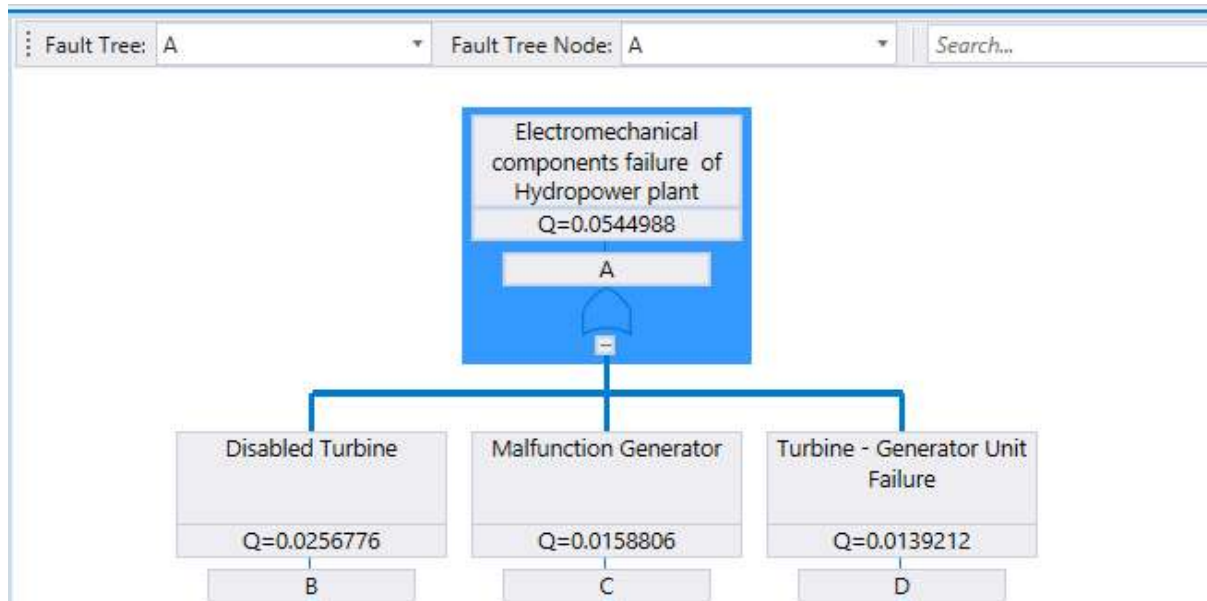 Fault Tree: A Fault Tree Node: A Search...
Electromechanical
components failure of
Hydropower plant
Q=0.0544988
A
Disabled Turbine Malfunction Generator Turbine - Generator Unit
Failure
Q=0.0256776 Q=0.0158806 Q=0.0139212
B C D